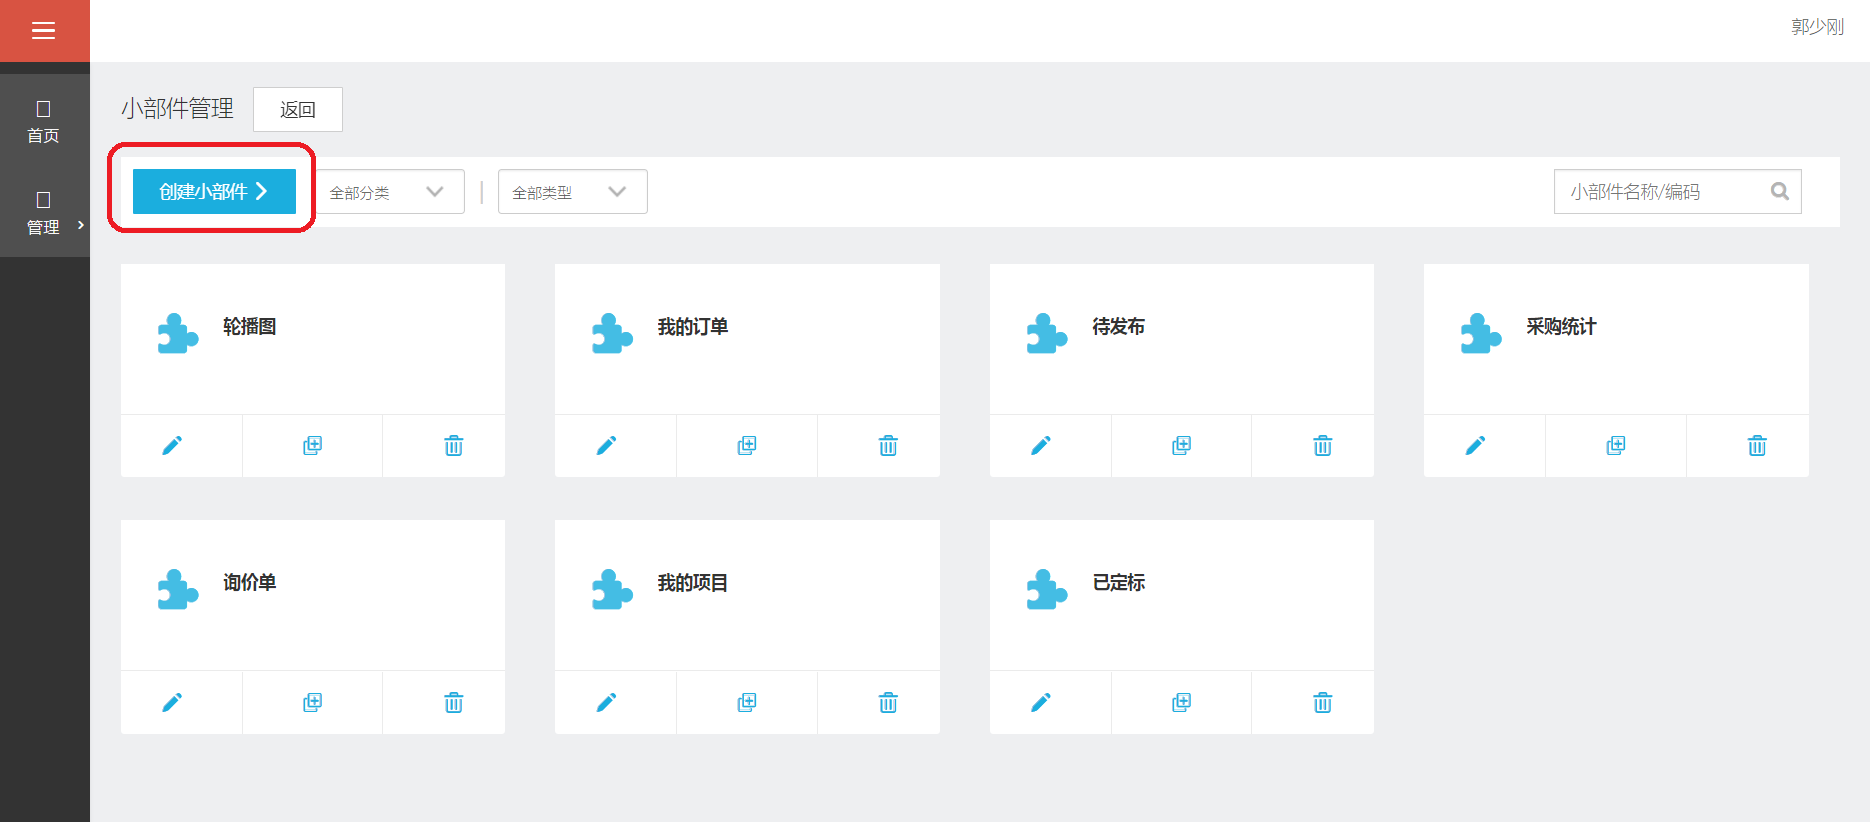 郭少刚
首页
管理
小部件管理 返回
创建小部件 全部分类 | 全部类型 小部件名称/编码
轮播图 我的订单 待发布 采购统计
询价单 我的项目 已定标